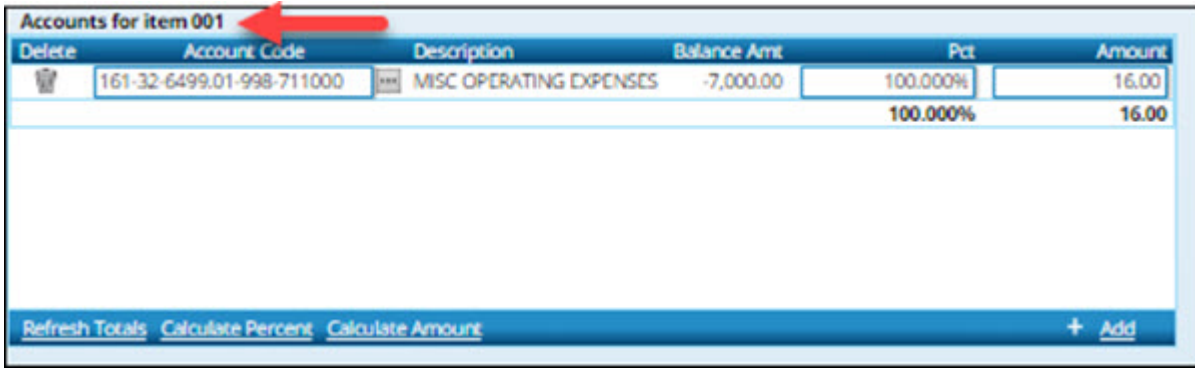 Accounts for item 001
Delete Account Code Description Balance Amt Pct Amount
161-32-6499.01-998-711000 ... MISC OPERATING EXPENSES -7,000.00 100.000% 16.00
100.000% 16.00
Refresh Totals Calculate Percent Calculate Amount + Add